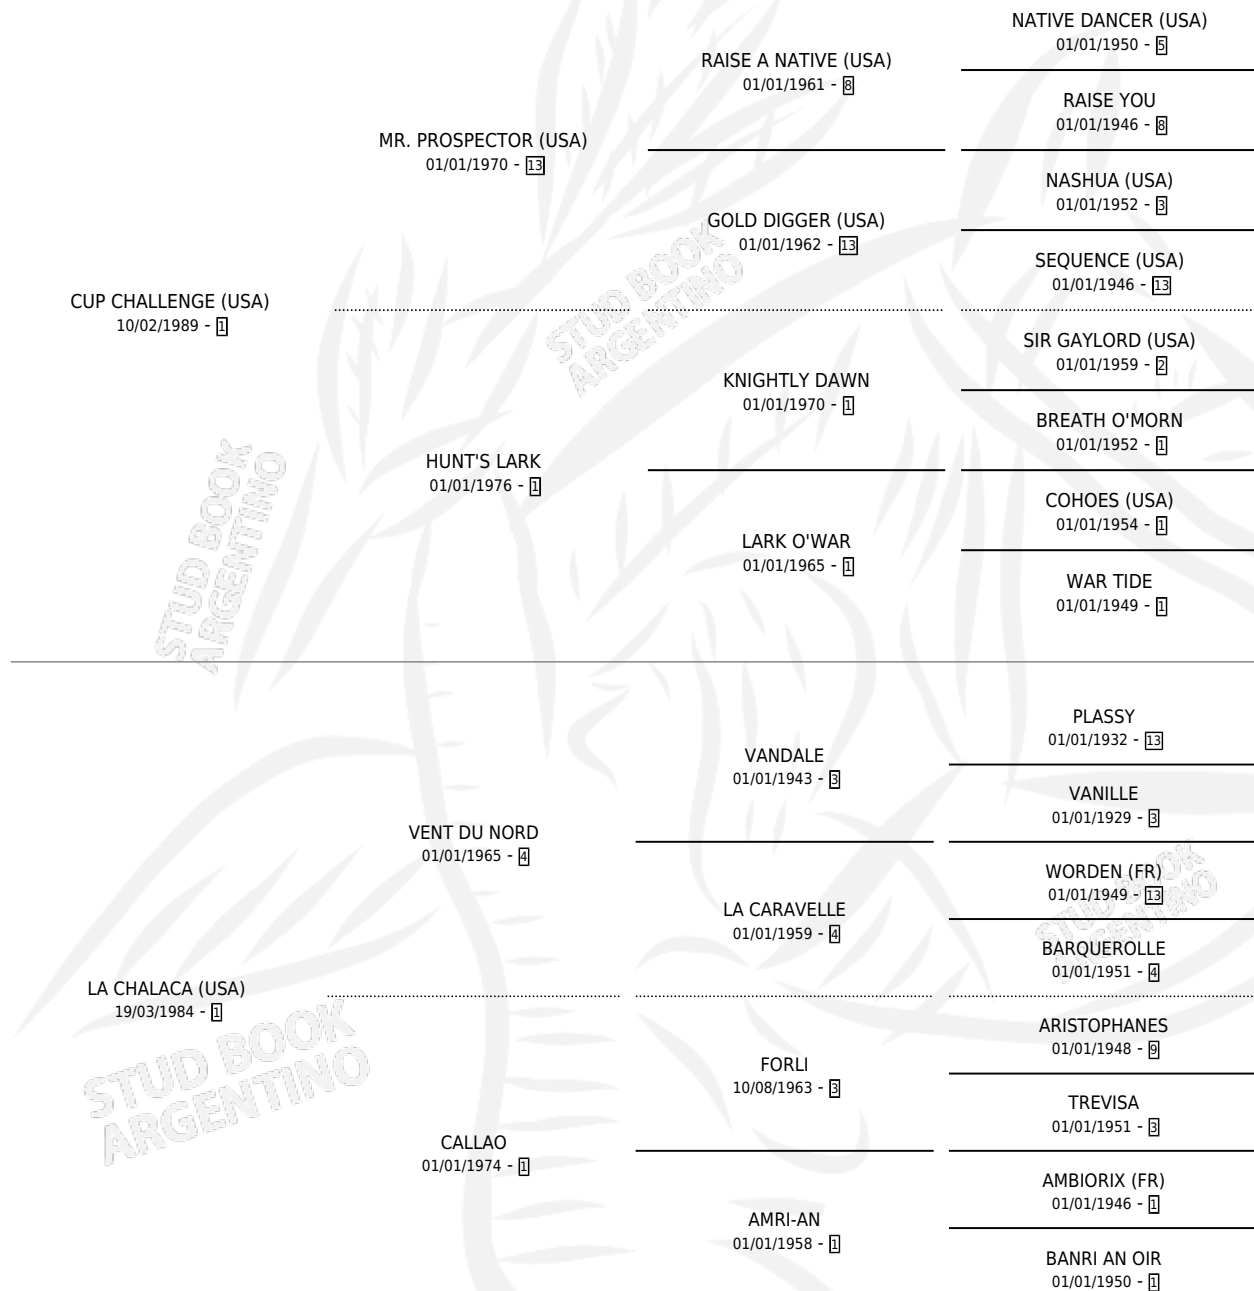 NATIVE DANCER (USA)
01/01/1950 - 5
RAISE A NATIVE (USA)
01/01/1961 - 8
RAISE YOU
01/01/1946 - 8
MR. PROSPECTOR (USA)
01/01/1970 - 13
NASHUA (USA)
01/01/1952 - 3
GOLD DIGGER (USA)
01/01/1962 - 13
SEQUENCE (USA)
01/01/1946 - 13
CUP CHALLENGE (USA)
10/02/1989 - 1
STUD BOOK
ARGENTINO
SIR GAYLORD (USA)
01/01/1959 - 2
KNIGHTLY DAWN
01/01/1970 - 1
BREATH O'MORN
01/01/1952 - 1
HUNT'S LARK
01/01/1976 - 1
COHOES (USA)
01/01/1954 - 1
LARK O'WAR
01/01/1965 - 1
WAR TIDE
01/01/1949 - 1
STUD BOOK
ARGENTINO
PLASSY
01/01/1932 - 13
VANDALE
01/01/1943 - 3
VANILLE
01/01/1929 - 3
VENT DU NORD
01/01/1965 - 4
WORDEN (FR)
01/01/1949 - 13
LA CARAVELLE
01/01/1959 - 4
BARQUEROLLE
01/01/1951 - 4
STUD BOOK
ARGENTINO
LA CHALACA (USA)
19/03/1984 - 1
STUD BOOK
ARGENTINO
ARISTOPHANES
01/01/1948 - 9
FORLI
10/08/1963 - 3
TREVISA
01/01/1951 - 3
CALLAO
01/01/1974 - 1
AMBIORIX (FR)
01/01/1946 - 1
AMRI-AN
01/01/1958 - 1
BANRI AN OIR
01/01/1950 - 1